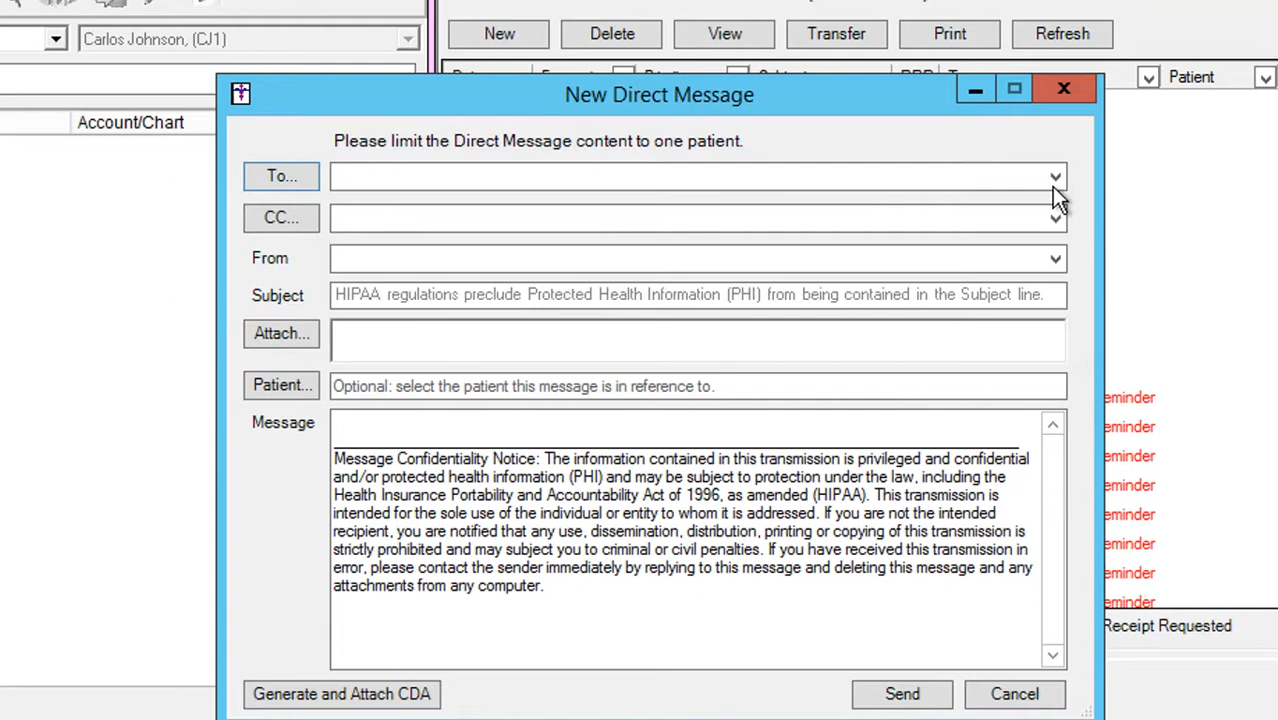 Carlos Johnson, (CJ1)
New
Delete
View
Transfer
Print
Refresh
Patient
Account/Chart
New Direct Message
Please limit the Direct Message content to one patient.
To...
CC...
From
Subject
HIPAA regulations preclude Protected Health Information (PHI) from being contained in the Subject line.
Attach...
Patient...
Optional: select the patient this message is in reference to.
Message
Message Confidentiality Notice: The information contained in this transmission is privileged and confidential
and/or protected health information (PHI) and may be subject to protection under the law, including the
Health Insurance Portability and Accountability Act of 1996, as amended (HIPAA). This transmission is
intended for the sole use of the individual or entity to whom it is addressed. If you are not the intended
recipient, you are notified that any use, dissemination, distribution, printing or copying of this transmission is
strictly prohibited and may subject you to criminal or civil penalties. If you have received this transmission in
error, please contact the sender immediately by replying to this message and deleting this message and any
attachments from any computer.
eminder
eminder
eminder
eminder
eminder
eminder
eminder
eminder
Receipt Requested
Generate and Attach CDA
Send
Cancel